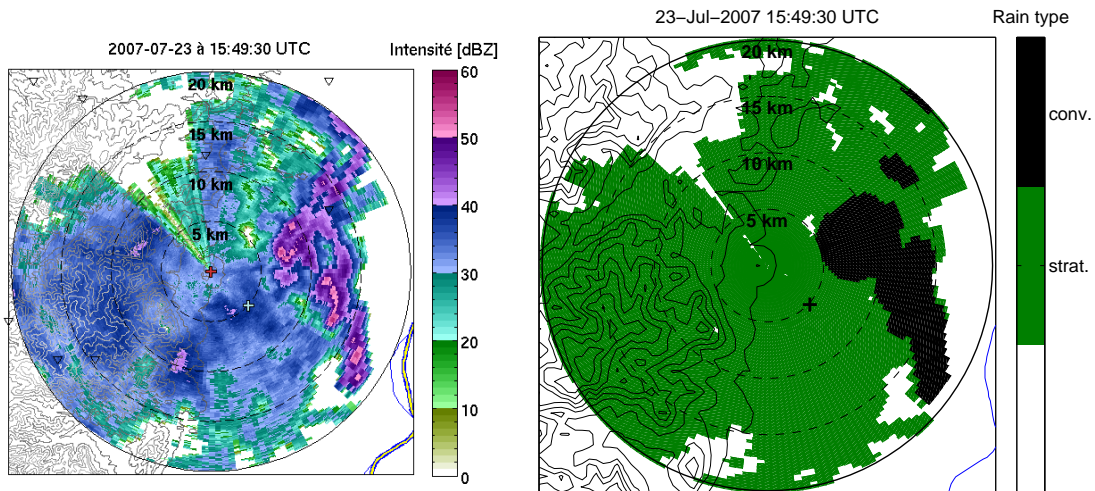 2007-07-23 à 15:49:30 UTC
Intensité [dBZ]
20 km
15 km
10 km
5 km
60
50
40
30
20
10
0
23–Jul–2007 15:49:30 UTC
Rain type
20 km
15 km
10 km
5 km
conv.
strat.